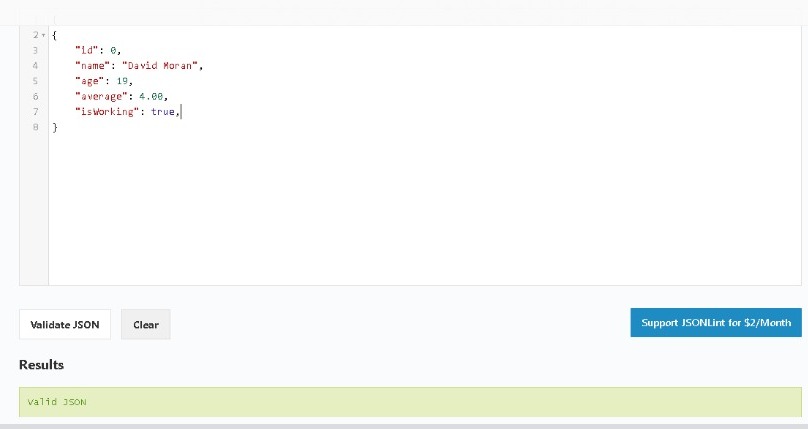 2 {
3 "id": 0,
4 "name": "David Moran",
5 "age": 19,
6 "average": 4.00,
7 "isWorking": true,
8 }
Validate JSON Clear Support JSONLint for $2/Month
Results
Valid JSON